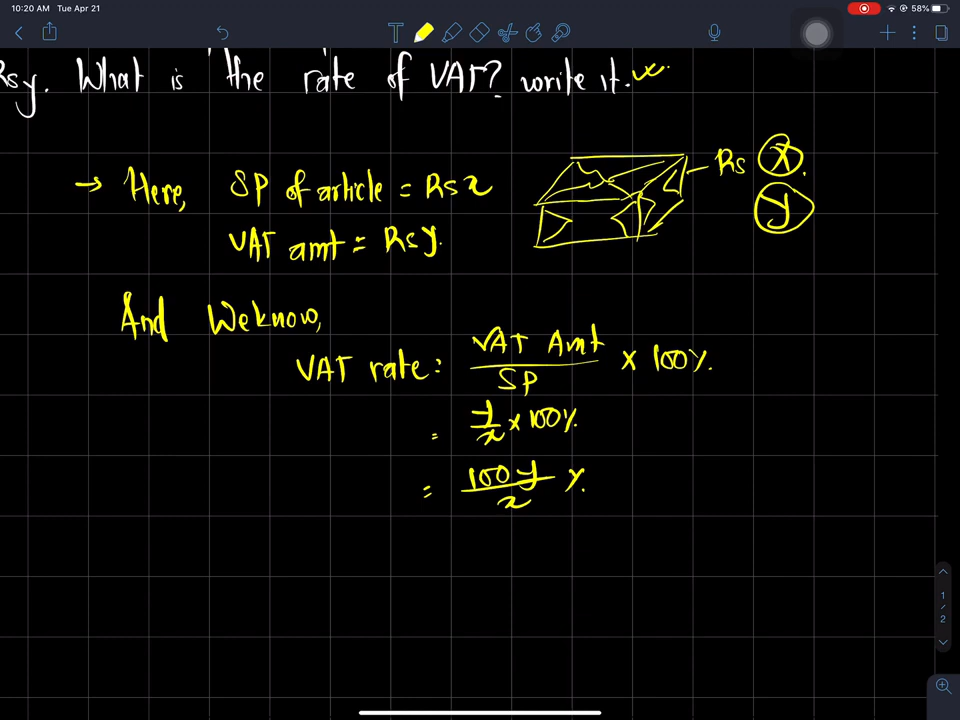 10:20 AM Tue Apr 21
58%
Rs y. What is the rate of VAT? write it.
→ Here, SP of article = Rs x
Rs X.
y
VAT amt = Rs y.
And We know,
VAT rate = VAT Amt / SP × 100%.
= y/x × 100%.
= 100y/x %.
1
/
2